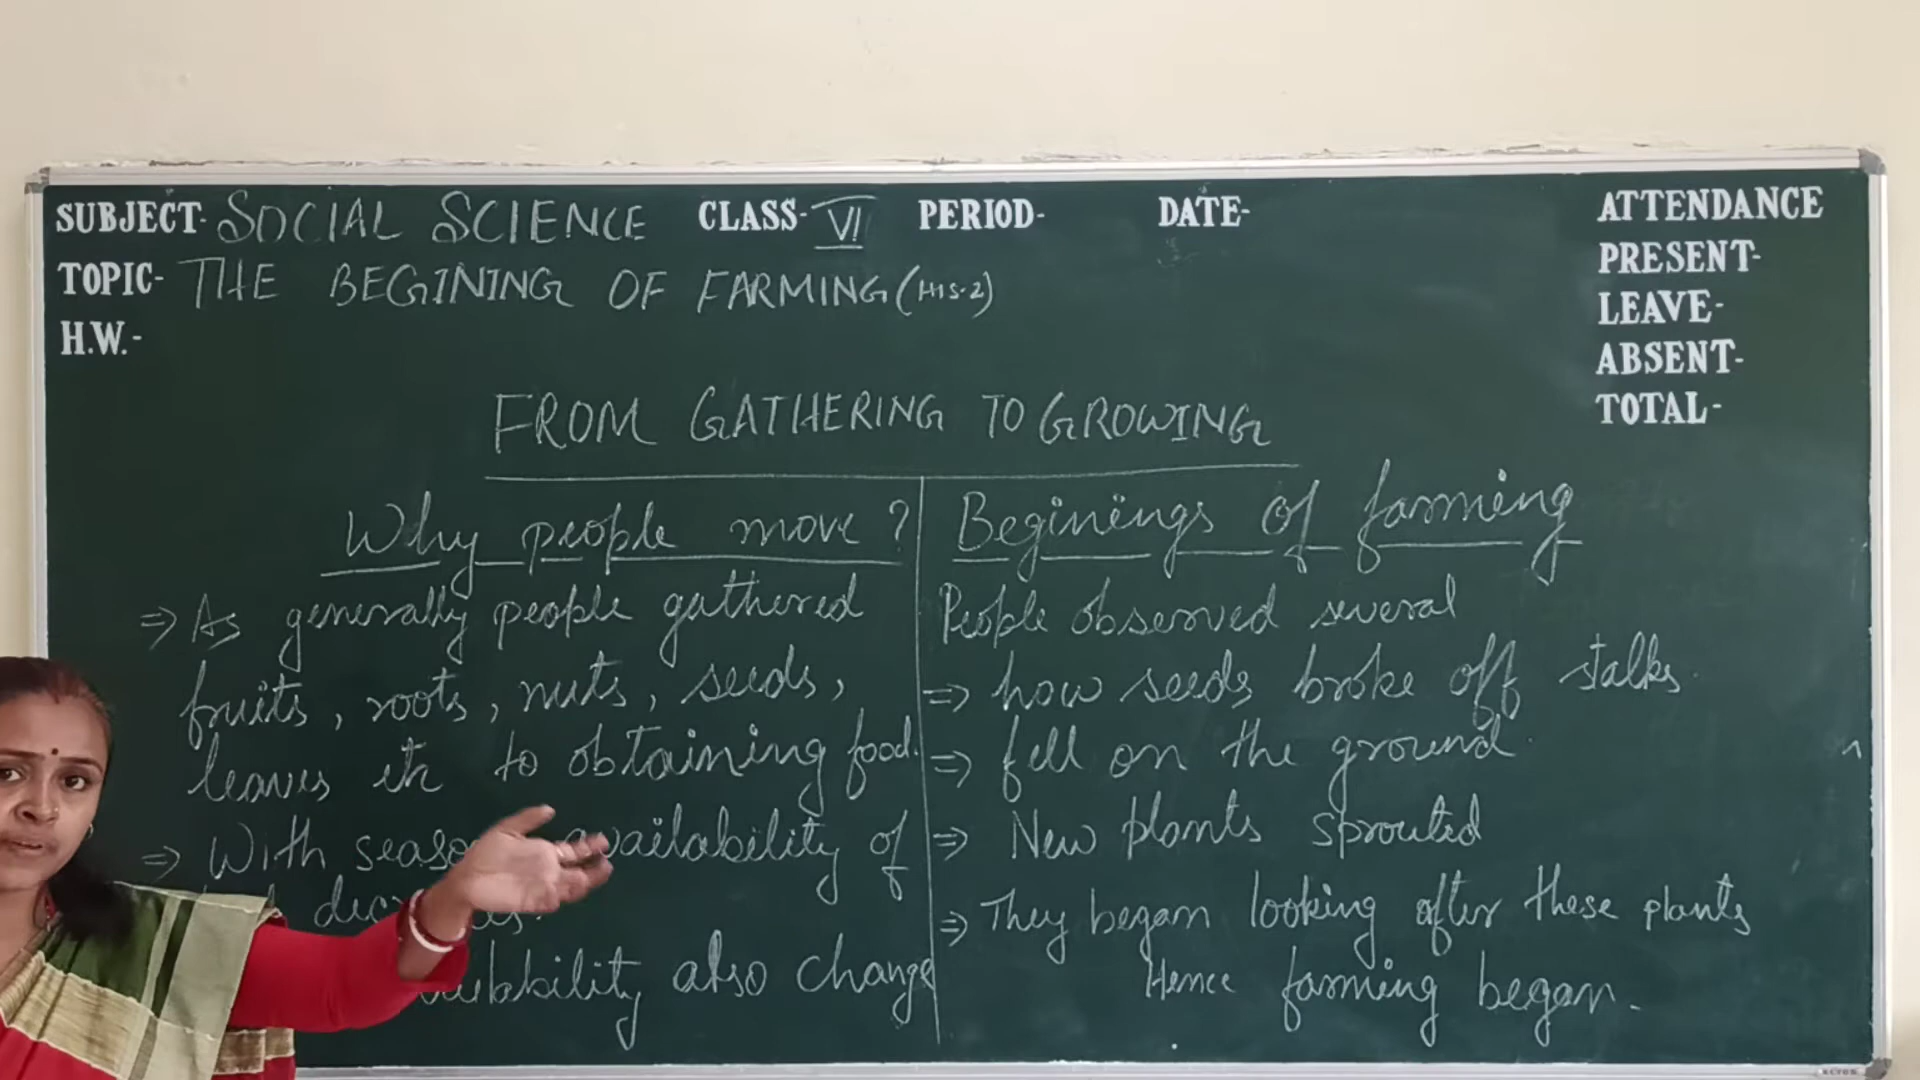 SUBJECT- SOCIAL SCIENCE CLASS- VI PERIOD- DATE- ATTENDANCE
TOPIC- THE BEGINING OF FARMING (HIS-2) PRESENT-
H.W.- LEAVE-
ABSENT-
TOTAL-
FROM GATHERING TO GROWING
Why people move?
⇒ As generally people gathered
fruits, roots, nuts, seeds,
leaves etc to obtaining food.
⇒ With availability of
also change
Beginings of farming
People observed several
⇒ how seeds broke off stalks.
⇒ fell on the ground.
⇒ New plants sprouted
⇒ They began looking after these plants
Hence farming began.